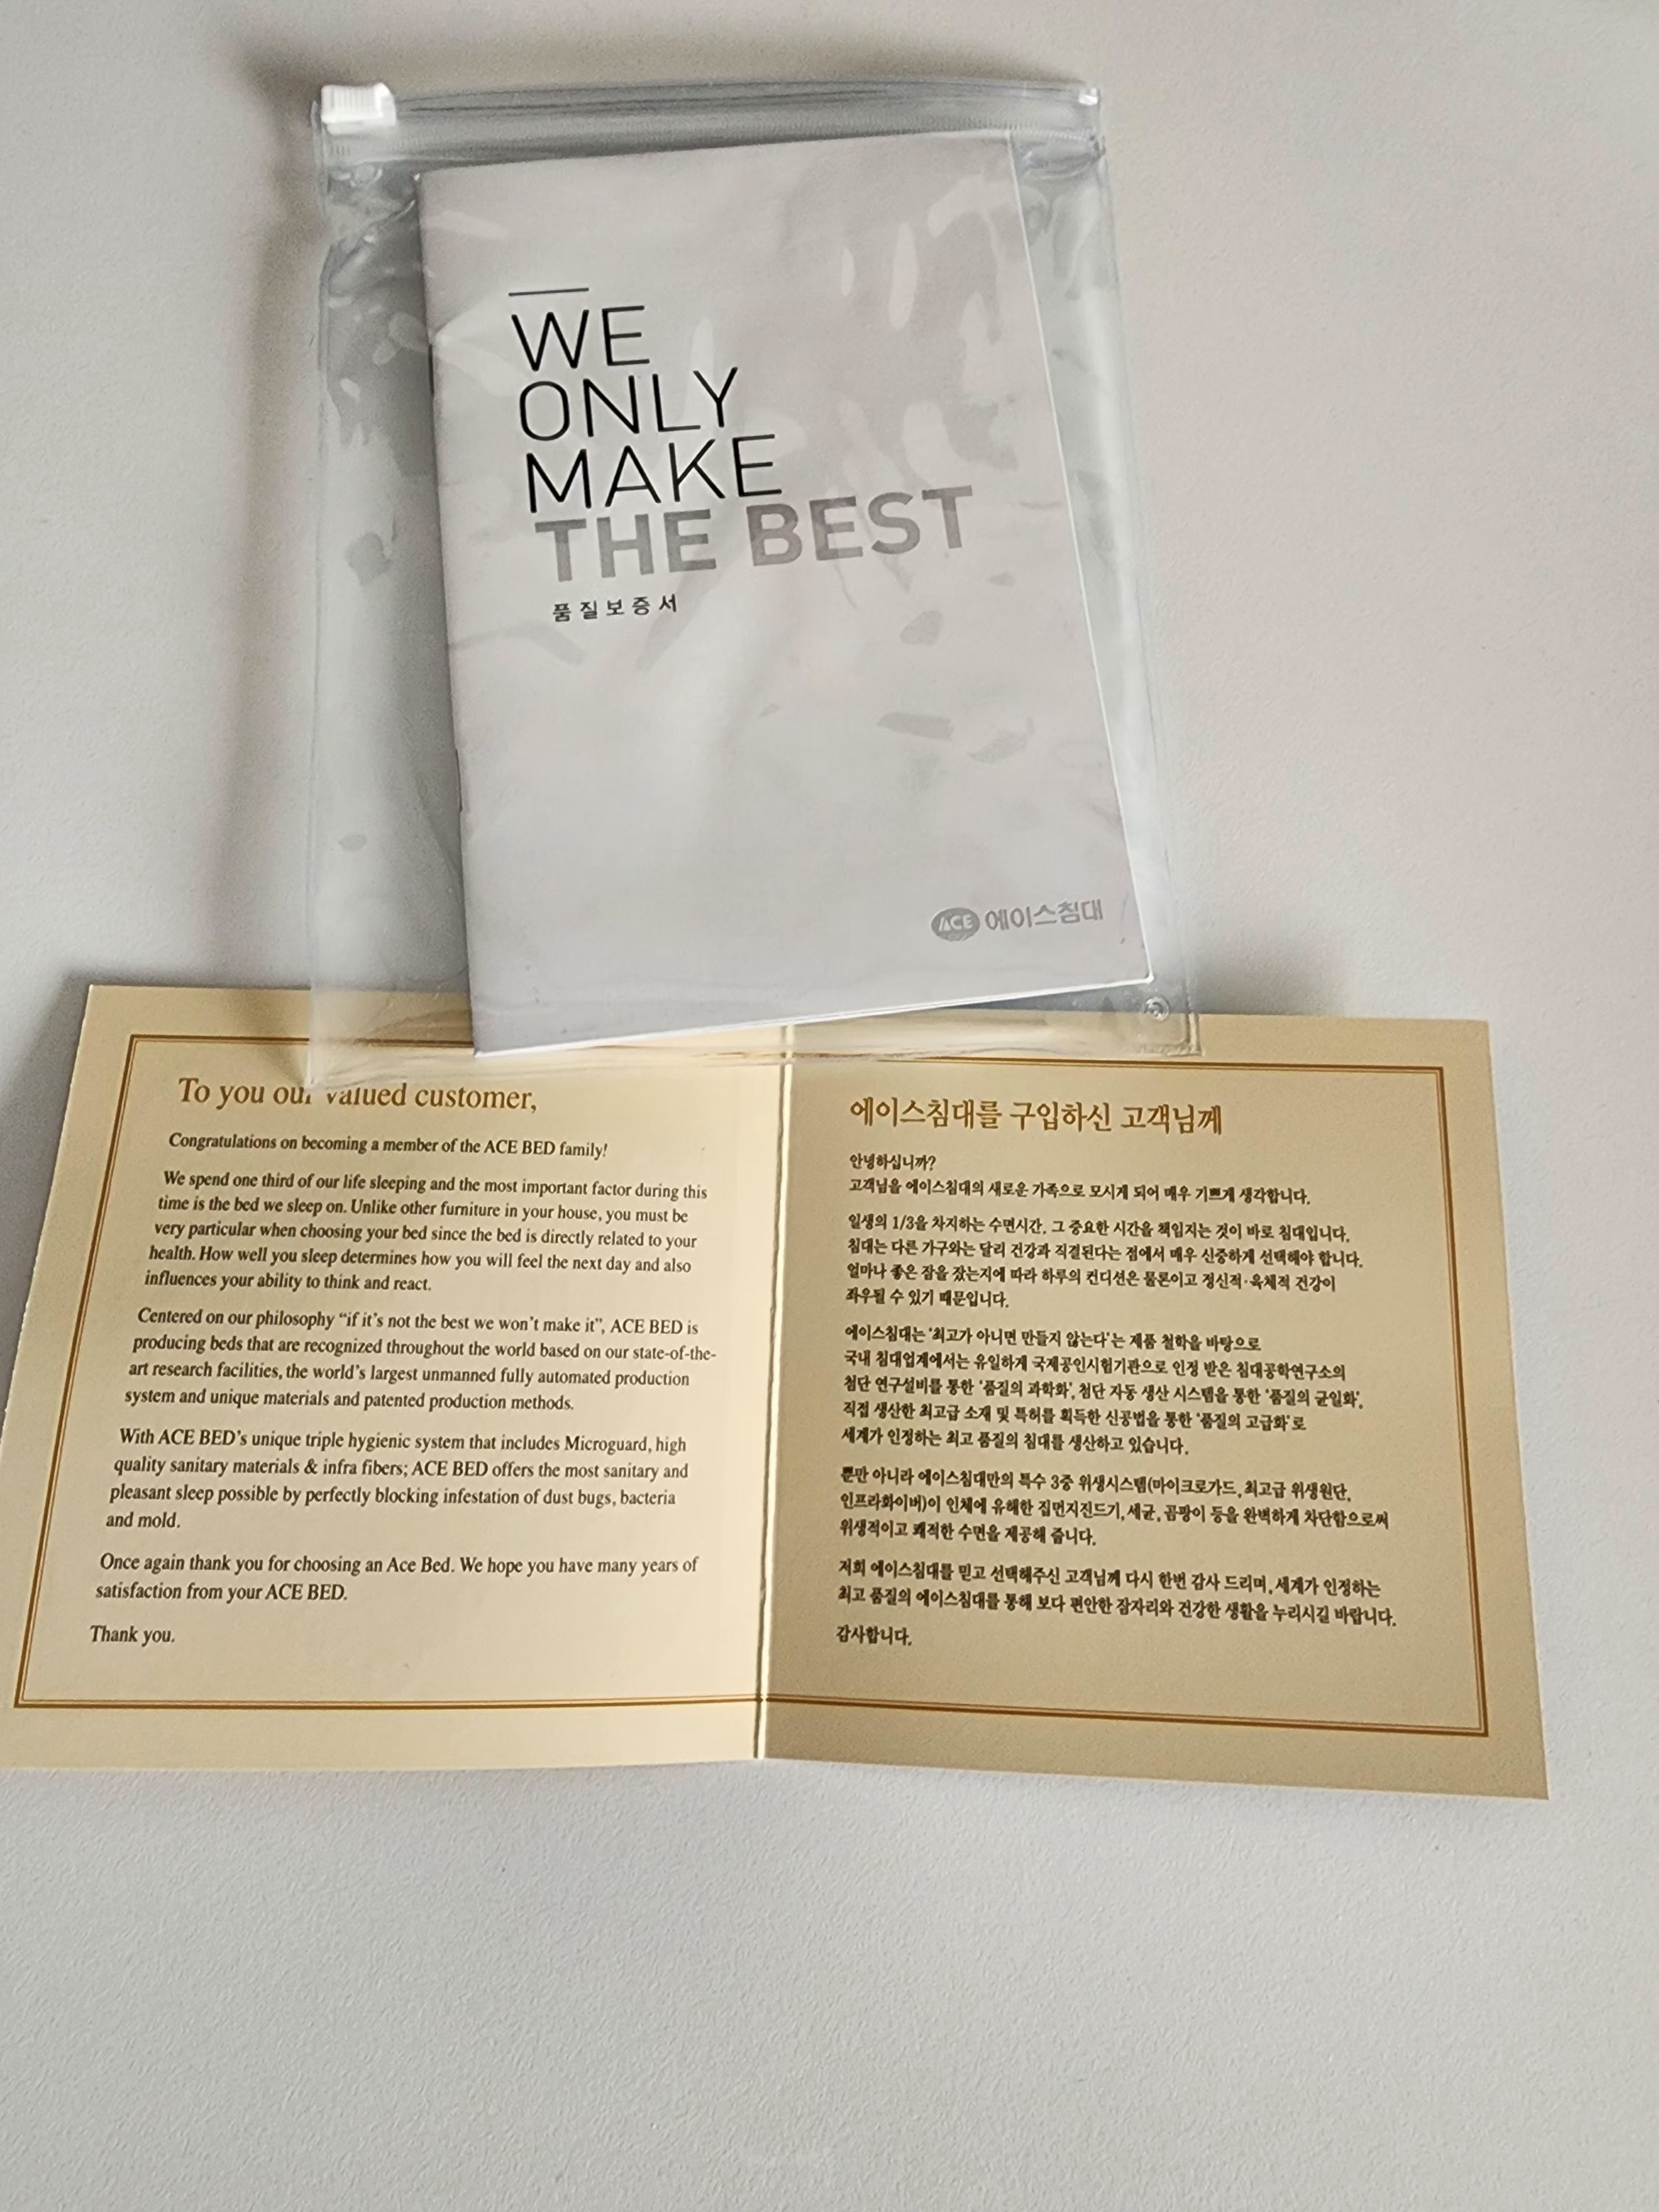 WE
ONLY
MAKE
THE BEST
품질보증서
ACE 에이스침대
To you our valued customer,
Congratulations on becoming a member of the ACE BED family!
We spend one third of our life sleeping and the most important factor during this
time is the bed we sleep on. Unlike other furniture in your house, you must be
very particular when choosing your bed since the bed is directly related to your
health. How well you sleep determines how you will feel the next day and also
influences your ability to think and react.
Centered on our philosophy “if it’s not the best we won’t make it”, ACE BED is
producing beds that are recognized throughout the world based on our state-of-the-
art research facilities, the world’s largest unmanned fully automated production
system and unique materials and patented production methods.
With ACE BED’s unique triple hygienic system that includes Microguard, high
quality sanitary materials & infra fibers; ACE BED offers the most sanitary and
pleasant sleep possible by perfectly blocking infestation of dust bugs, bacteria
and mold.
Once again thank you for choosing an Ace Bed. We hope you have many years of
satisfaction from your ACE BED.
Thank you.
에이스침대를 구입하신 고객님께
안녕하십니까?
고객님을 에이스침대의 새로운 가족으로 모시게 되어 매우 기쁘게 생각합니다.
일생의 1/3을 차지하는 수면시간, 그 중요한 시간을 책임지는 것이 바로 침대입니다.
침대는 다른 가구와는 달리 건강과 직결된다는 점에서 매우 신중하게 선택해야 합니다.
얼마나 좋은 잠을 잤는지에 따라 하루의 컨디션은 물론이고 정신적·육체적 건강이
좌우될 수 있기 때문입니다.
에이스침대는 ‘최고가 아니면 만들지 않는다’는 제품 철학을 바탕으로
국내 침대업계에서는 유일하게 국제공인시험기관으로 인정 받은 침대공학연구소의
첨단 연구설비를 통한 ‘품질의 과학화’, 첨단 자동 생산 시스템을 통한 ‘품질의 균일화’,
직접 생산한 최고급 소재 및 특허를 획득한 신공법을 통한 ‘품질의 고급화’로
세계가 인정하는 최고 품질의 침대를 생산하고 있습니다.
뿐만 아니라 에이스침대만의 특수 3중 위생시스템(마이크로가드, 최고급 위생원단,
인프라화이버)이 인체에 유해한 집먼지진드기, 세균, 곰팡이 등을 완벽하게 차단함으로써
위생적이고 쾌적한 수면을 제공해 줍니다.
저희 에이스침대를 믿고 선택해주신 고객님께 다시 한번 감사 드리며, 세계가 인정하는
최고 품질의 에이스침대를 통해 보다 편안한 잠자리와 건강한 생활을 누리시길 바랍니다.
감사합니다.